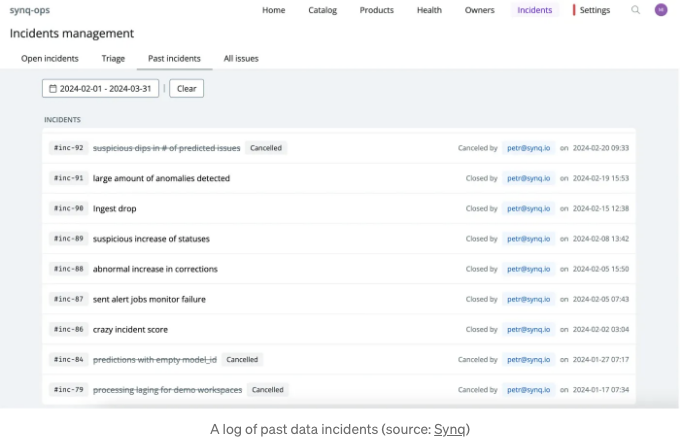 synq-ops Home Catalog Products Health Owners Incidents Settings
Incidents management
Open incidents Triage Past incidents All issues
2024-02-01 - 2024-03-31 Clear
INCIDENTS
#inc-92 suspicious dips in # of predicted issues Cancelled Canceled by petr@synq.io on 2024-02-20 09:33
#inc-91 large amount of anomalies detected Closed by petr@synq.io on 2024-02-19 15:53
#inc-90 Ingest drop Closed by petr@synq.io on 2024-02-15 12:38
#inc-89 suspicious increase of statuses Closed by petr@synq.io on 2024-02-08 13:42
#inc-88 abnormal increase in corrections Closed by petr@synq.io on 2024-02-05 15:50
#inc-87 sent alert jobs monitor failure Closed by petr@synq.io on 2024-02-05 07:43
#inc-86 crazy incident score Closed by petr@synq.io on 2024-02-02 03:04
#inc-84 predictions with empty model_id Cancelled Canceled by petr@synq.io on 2024-01-27 07:17
#inc-79 processing laging for demo workspaces Cancelled Canceled by petr@synq.io on 2024-01-17 07:34
A log of past data incidents (source: Synq)